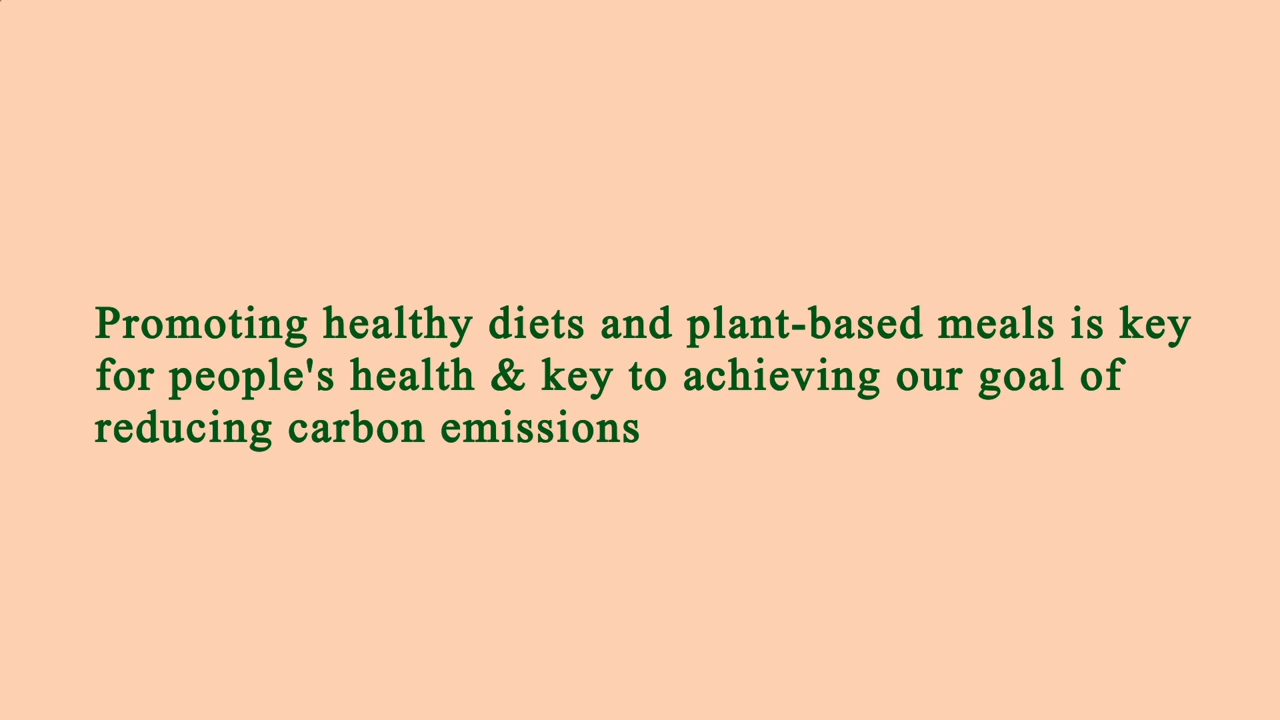 Promoting healthy diets and plant-based meals is key
for people's health & key to achieving our goal of
reducing carbon emissions